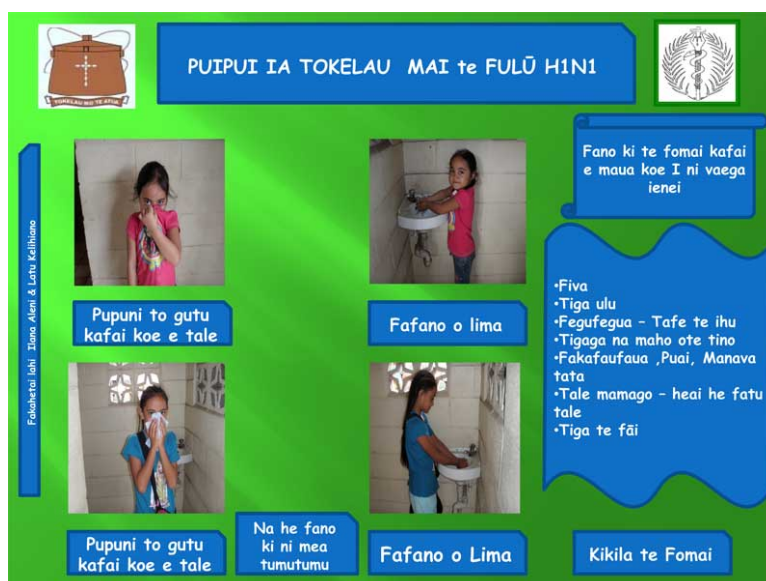 PUIPUI IA TOKELAU MAI te FULŪ H1N1
TOKELAU MO TE ATUA
Fano ki te fomai kafai
e maua koe I ni vaega
ienei
Fakahetai lahi Ilana Aleni & Latu Kelihiano
Pupuni to gutu
kafai koe e tale
Fafano o lima
•Fiva
•Tiga ulu
•Fegufegua – Tafe te ihu
•Tigaga na maho ote tino
•Fakafaufaua ,Puai, Manava
tata
•Tale mamago – heai he fatu
tale
•Tiga te fāi
Pupuni to gutu
kafai koe e tale
Na he fano
ki ni mea
tumutumu
Fafano o Lima
Kikila te Fomai